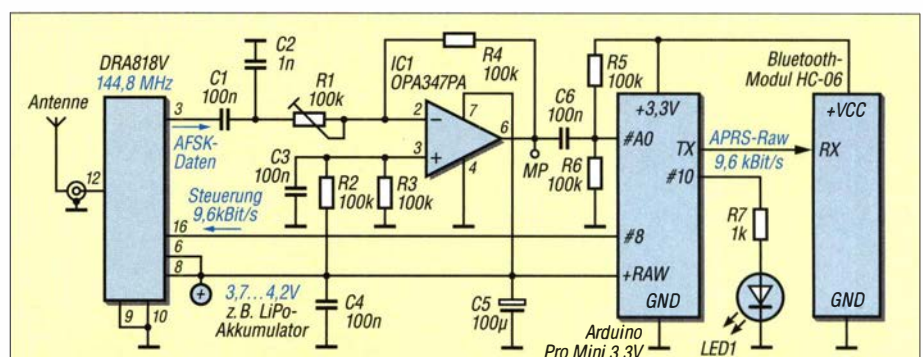 DRA818V
144,8 MHz
Antenne
12
3
C1
100n
AFSK-
Daten
C2
1n
R1
100k
R4
100k
IC1
OPA347PA
2
3
7
6
4
C3
100n
R2
100k
R3
100k
MP
C6
100n
R5
100k
R6
100k
Steuerung
9,6kBit/s
16
6
8
9
10
3,7...4,2V
z.B. LiPo-
Akkumulator
C4
100n
C5
100µ
+3,3V
#A0
TX
#10
#8
+RAW
GND
Arduino
Pro Mini 3,3V
APRS-Raw
9,6 kBit/s
R7
1k
LED1
Bluetooth-
Modul HC-06
+VCC
RX
GND